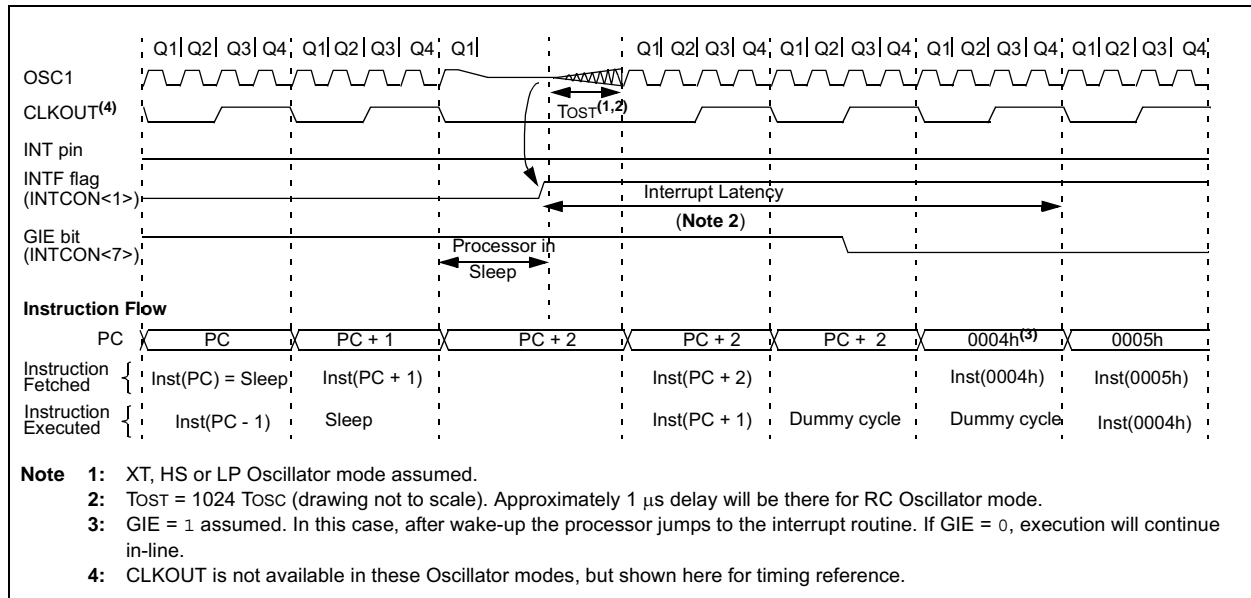 Q1 Q2 Q3 Q4 Q1 Q2 Q3 Q4 Q1 Q1 Q2 Q3 Q4 Q1 Q2 Q3 Q4 Q1 Q2 Q3 Q4 Q1 Q2 Q3 Q4
OSC1
CLKOUT(4)
TOST(1,2)
INT pin
INTF flag
(INTCON<1>)
Interrupt Latency
(Note 2)
GIE bit
(INTCON<7>)
Processor in
Sleep
Instruction Flow
PC PC PC + 1 PC + 2 PC + 2 PC + 2 0004h(3) 0005h
Instruction
Fetched { Inst(PC) = Sleep Inst(PC + 1) Inst(PC + 2) Inst(0004h) Inst(0005h)
Instruction
Executed { Inst(PC - 1) Sleep Inst(PC + 1) Dummy cycle Dummy cycle Inst(0004h)
Note 1: XT, HS or LP Oscillator mode assumed.
2: TOST = 1024 TOSC (drawing not to scale). Approximately 1 μs delay will be there for RC Oscillator mode.
3: GIE = 1 assumed. In this case, after wake-up the processor jumps to the interrupt routine. If GIE = 0, execution will continue
in-line.
4: CLKOUT is not available in these Oscillator modes, but shown here for timing reference.